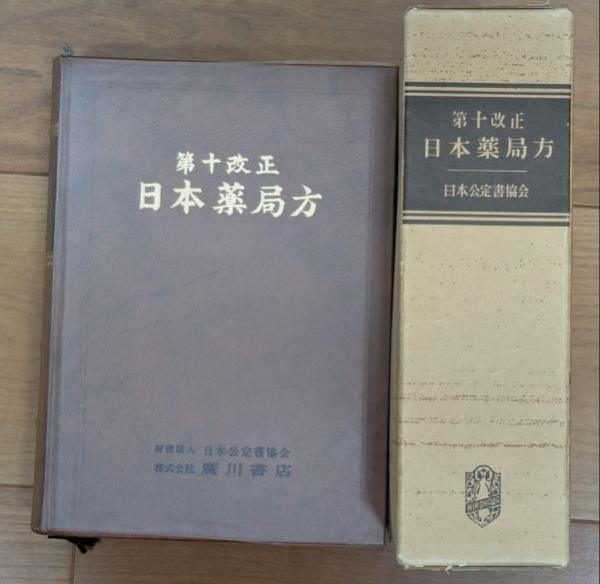 第十改正
日本薬局方
財団法人 日本公定書協会
株式会社 廣川書店
第十改正
日本薬局方
日本公定書協会
HIROKAWA